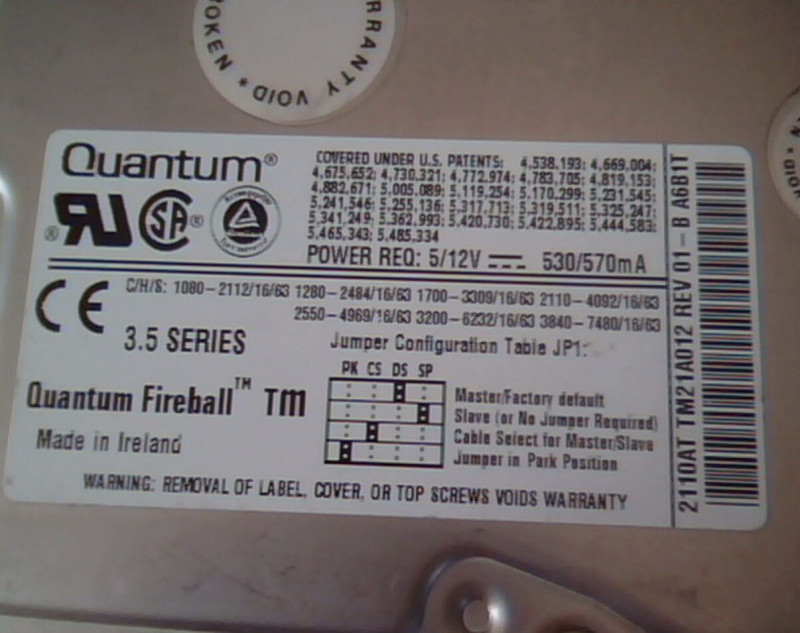 BROKEN
WARRANTY VOID *
Quantum®
COVERED UNDER U.S. PATENTS: 4,538,193; 4,669,004;
4,675,652; 4,730,321; 4,772,974; 4,783,705; 4,819,153;
4,882,671; 5,005,089; 5,119,254; 5,170,299; 5,231,545;
5,241,546; 5,255,136; 5,317,713; 5,319,511; 5,325,247;
5,341,249; 5,362,993; 5,420,730; 5,422,895; 5,444,583;
5,465,343; 5,485,334
POWER REQ: 5/12V 530/570mA
C/H/S: 1080-2112/16/63 1280-2484/16/63 1700-3309/16/63 2110-4092/16/63
2550-4969/16/63 3200-6232/16/63 3840-7480/16/63
CE
3.5 SERIES
Jumper Configuration Table JP1:
PK CS DS SP
Master/Factory default
Slave (or No Jumper Required)
Cable Select for Master/Slave
Jumper in Park Position
Quantum Fireball™ TM
Made in Ireland
WARNING: REMOVAL OF LABEL, COVER, OR TOP SCREWS VOIDS WARRANTY
2110AT TM21A012 REV 01-B A6B1T